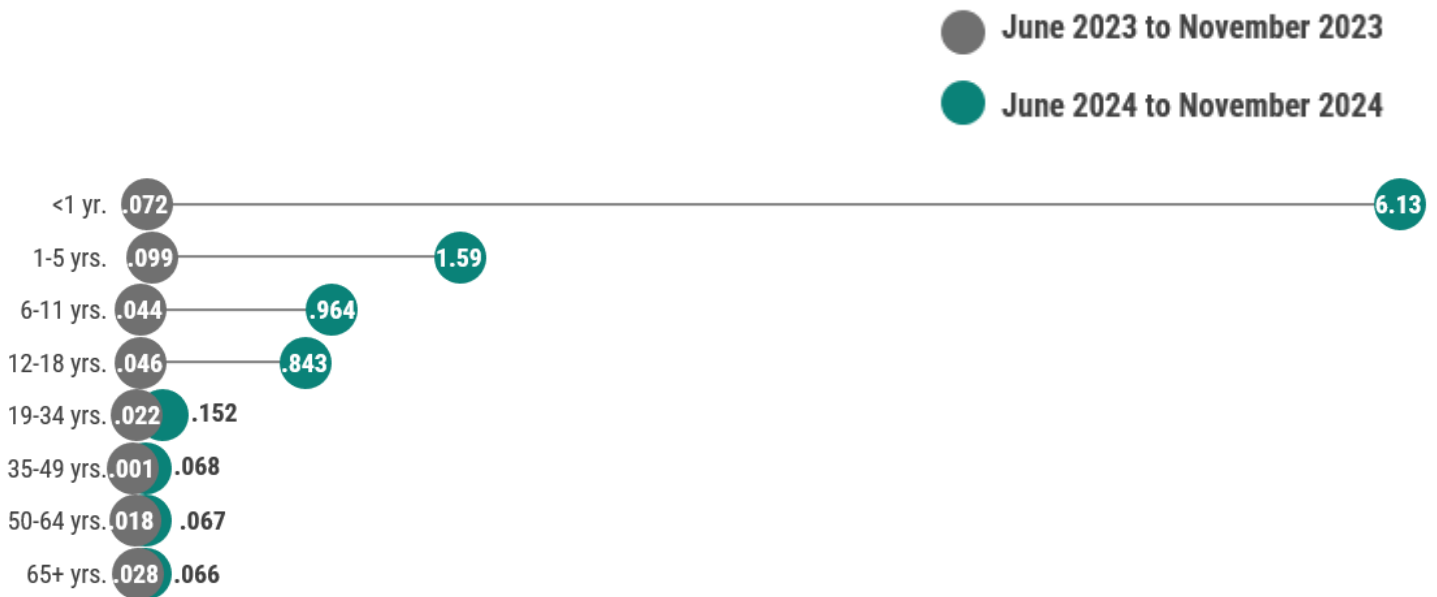 June 2023 to November 2023
June 2024 to November 2024
<1 yr. .072 6.13
1-5 yrs. .099 1.59
6-11 yrs. .044 .964
12-18 yrs. .046 .843
19-34 yrs. .022 .152
35-49 yrs. .001 .068
50-64 yrs. .018 .067
65+ yrs. .028 .066